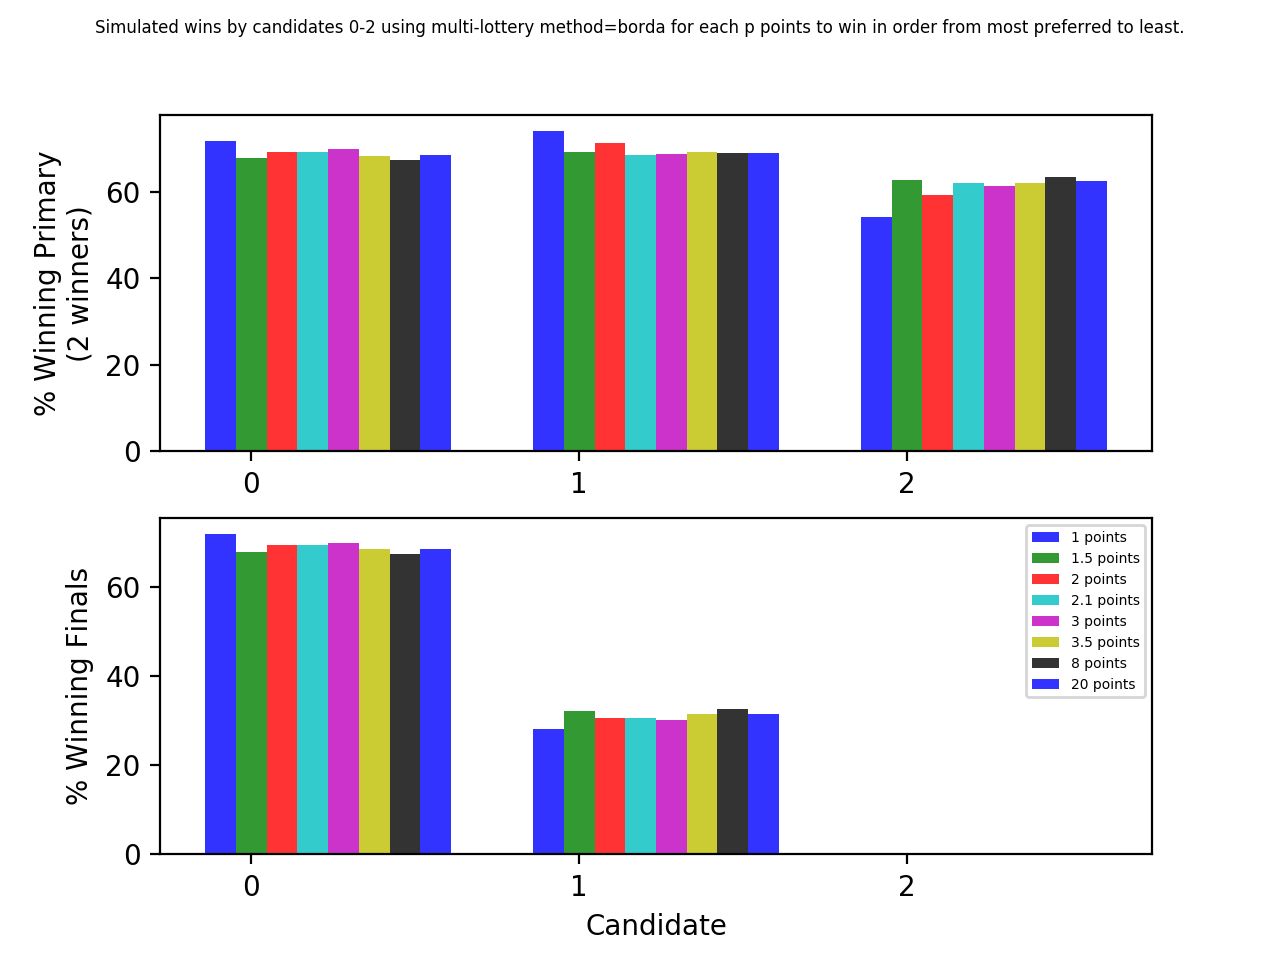 Simulated wins by candidates 0-2 using multi-lottery method=borda for each p points to win in order from most preferred to least.
% Winning Primary
(2 winners)
60
40
20
0
0 1 2
% Winning Finals
60
40
20
0
1 points
1.5 points
2 points
2.1 points
3 points
3.5 points
8 points
20 points
0 1 2
Candidate